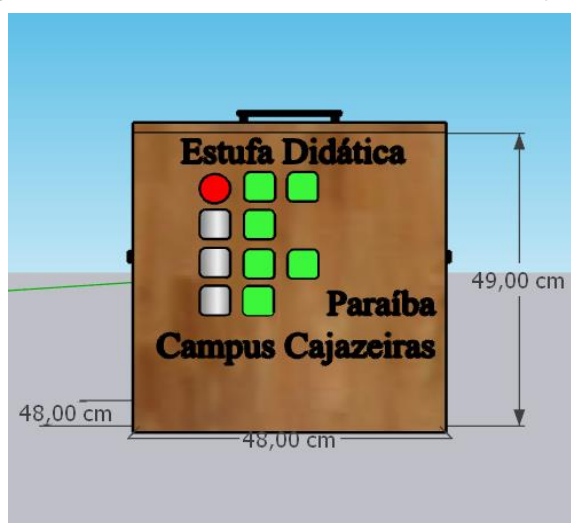 Estufa Didática
Paraíba
Campus Cajazeiras
49,00 cm
48,00 cm
48,00 cm